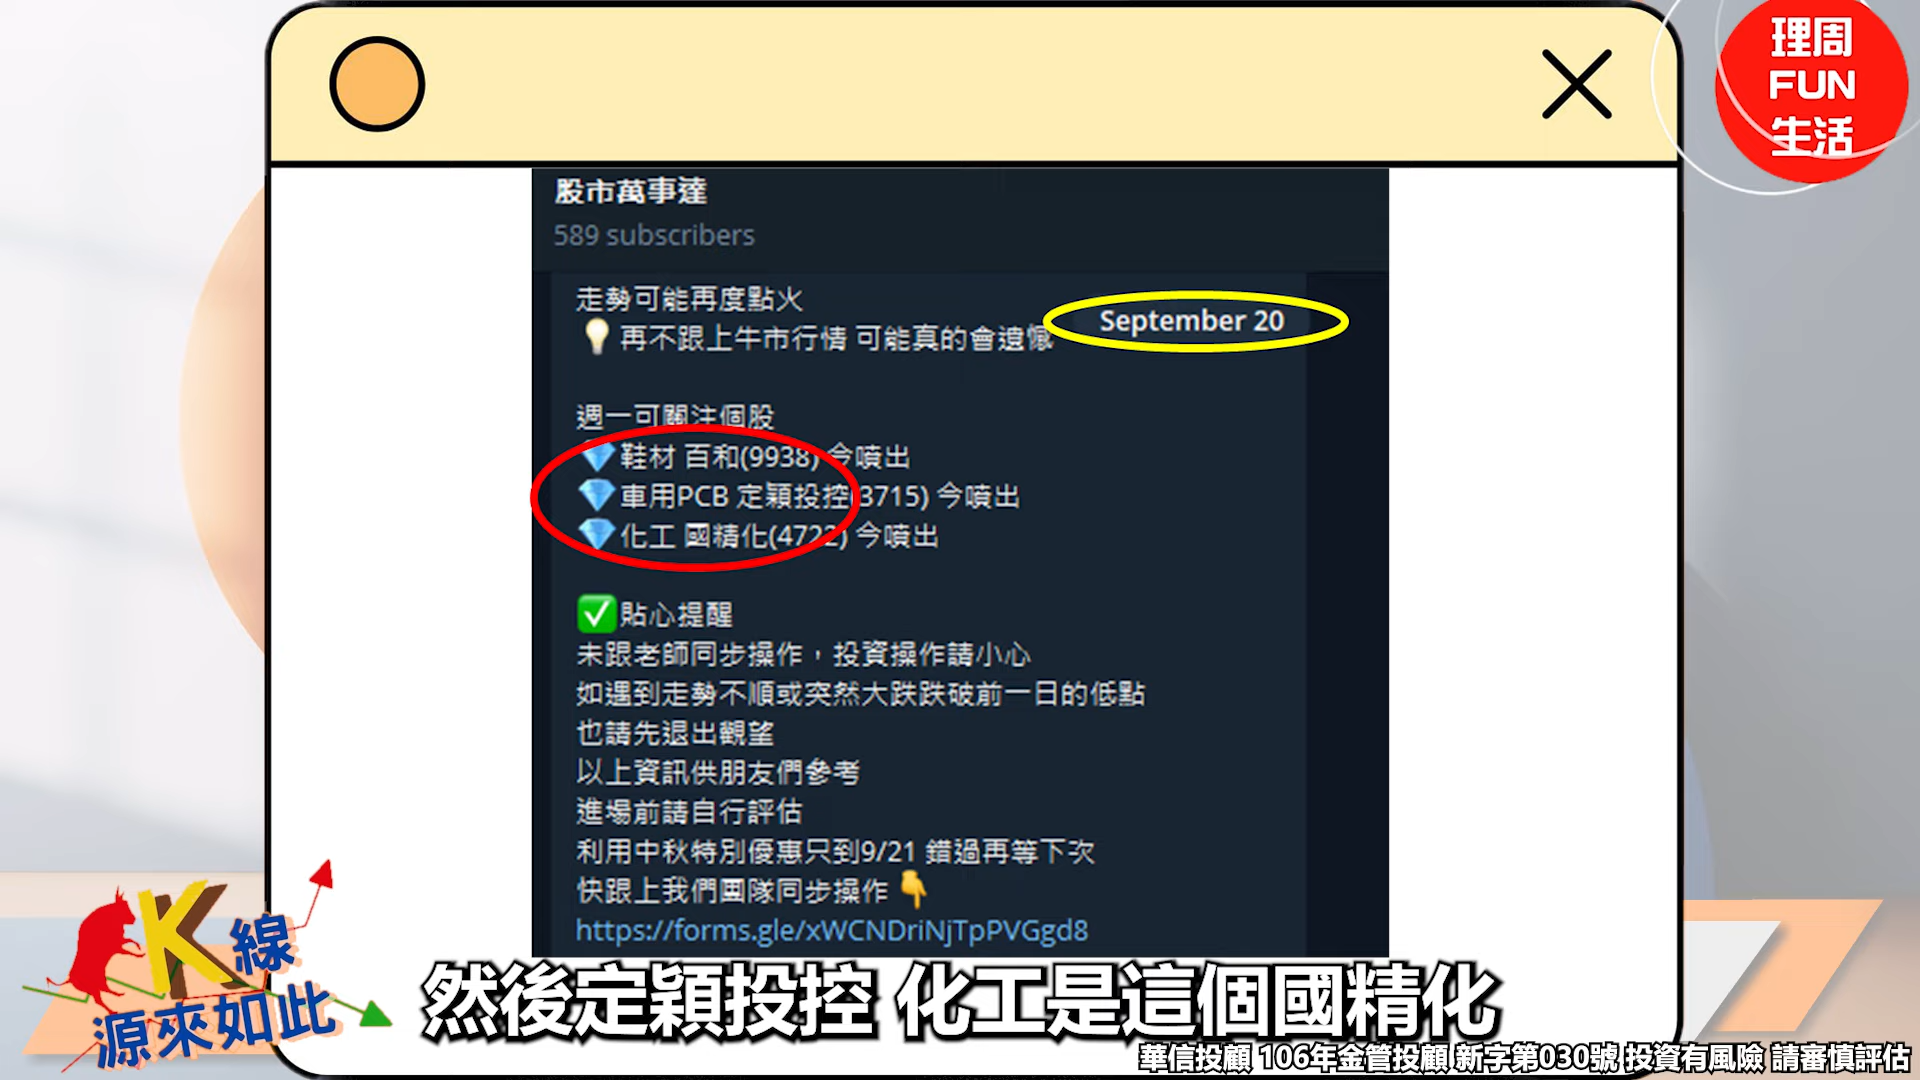 理周
FUN
生活
股市萬事達
589 subscribers
走勢可能再度點火
💡再不跟上牛市行情 可能真的會遺憾
September 20
週一可關注個股
💎鞋材 百和(9938) 今噴出
💎車用PCB 定穎投控(3715) 今噴出
💎化工 國精化(4722) 今噴出
✅貼心提醒
未跟老師同步操作，投資操作請小心
如遇到走勢不順或突然大跌跌破前一日的低點
也請先退出觀望
以上資訊供朋友們參考
進場前請自行評估
利用中秋特別優惠只到9/21 錯過再等下次
快跟上我們團隊同步操作👇
https://forms.gle/xWCNDriNjTpPVGgd8
K線
源來如此
然後定穎投控 化工是這個國精化
華信投顧 106年金管投顧 新字第030號 投資有風險 請審慎評估